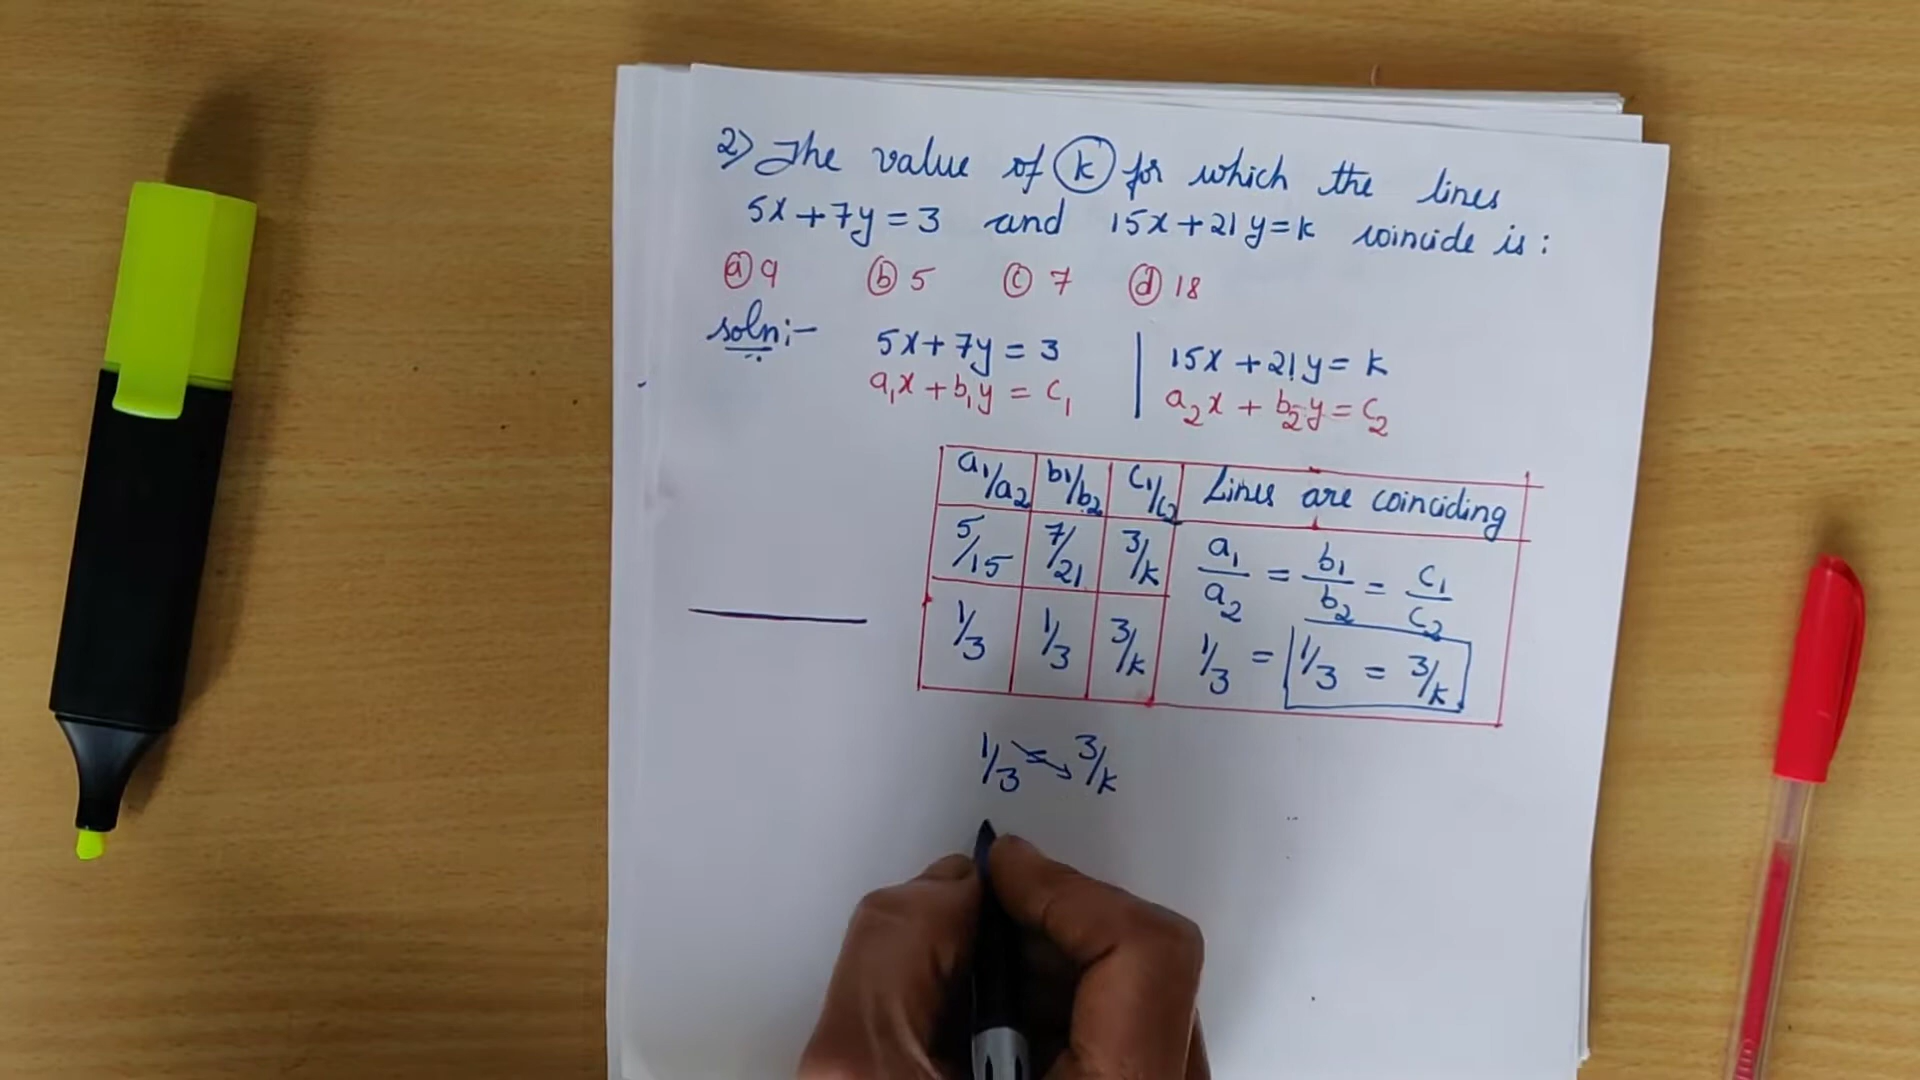 2) The value of k for which the lines
5x+7y=3 and 15x+21y=k coincide is:
a 9 b 5 c 7 d 18
soln:-
5x+7y=3 | 15x+21y=k
a₁x+b₁y=c₁ | a₂x+b₂y=c₂
a₁/a₂ b₁/b₂ c₁/c₂ Lines are coinciding
5/15 7/21 3/k a₁/a₂ = b₁/b₂ = c₁/c₂
1/3 1/3 3/k 1/3 = 1/3 = 3/k
1/3 = 3/k